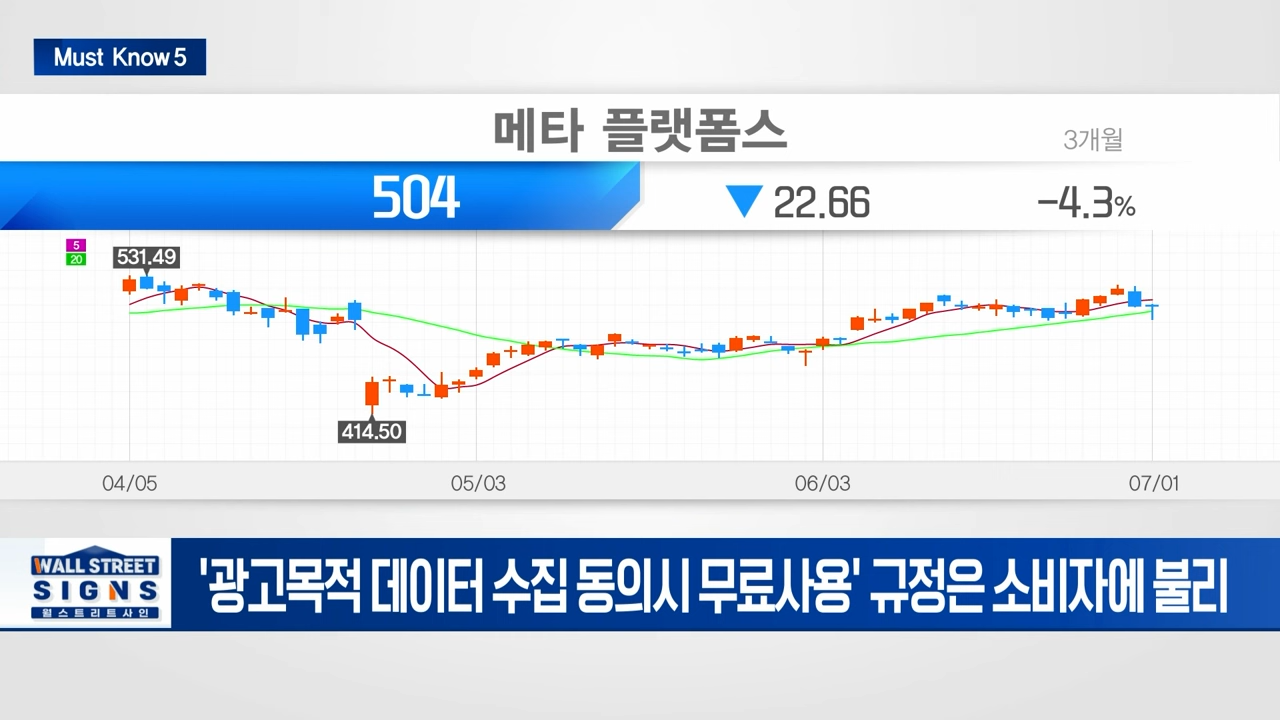 Must Know 5
메타 플랫폼스
3개월
504
▼ 22.66
-4.3%
5
20
531.49
414.50
04/05
05/03
06/03
07/01
WALL STREET
SIGNS
월스트리트사인
'광고목적 데이터 수집 동의시 무료사용' 규정은 소비자에 불리